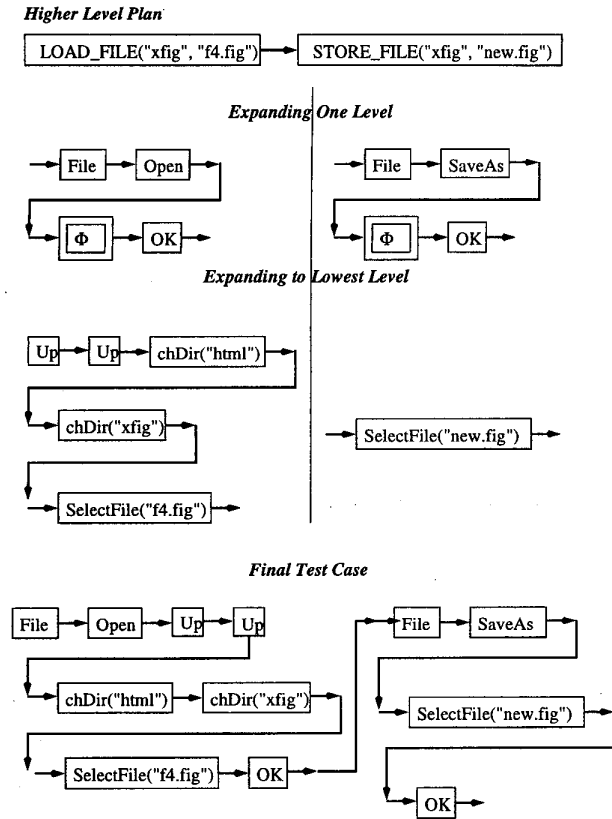 Higher Level Plan
LOAD_FILE("xfig", "f4.fig")
STORE_FILE("xfig", "new.fig")
Expanding One Level
File
Open
File
SaveAs
Φ
OK
Φ
OK
Expanding to Lowest Level
Up
Up
chDir("html")
chDir("xfig")
SelectFile("new.fig")
SelectFile("f4.fig")
Final Test Case
File
Open
Up
Up
File
SaveAs
chDir("html")
chDir("xfig")
SelectFile("new.fig")
SelectFile("f4.fig")
OK
OK